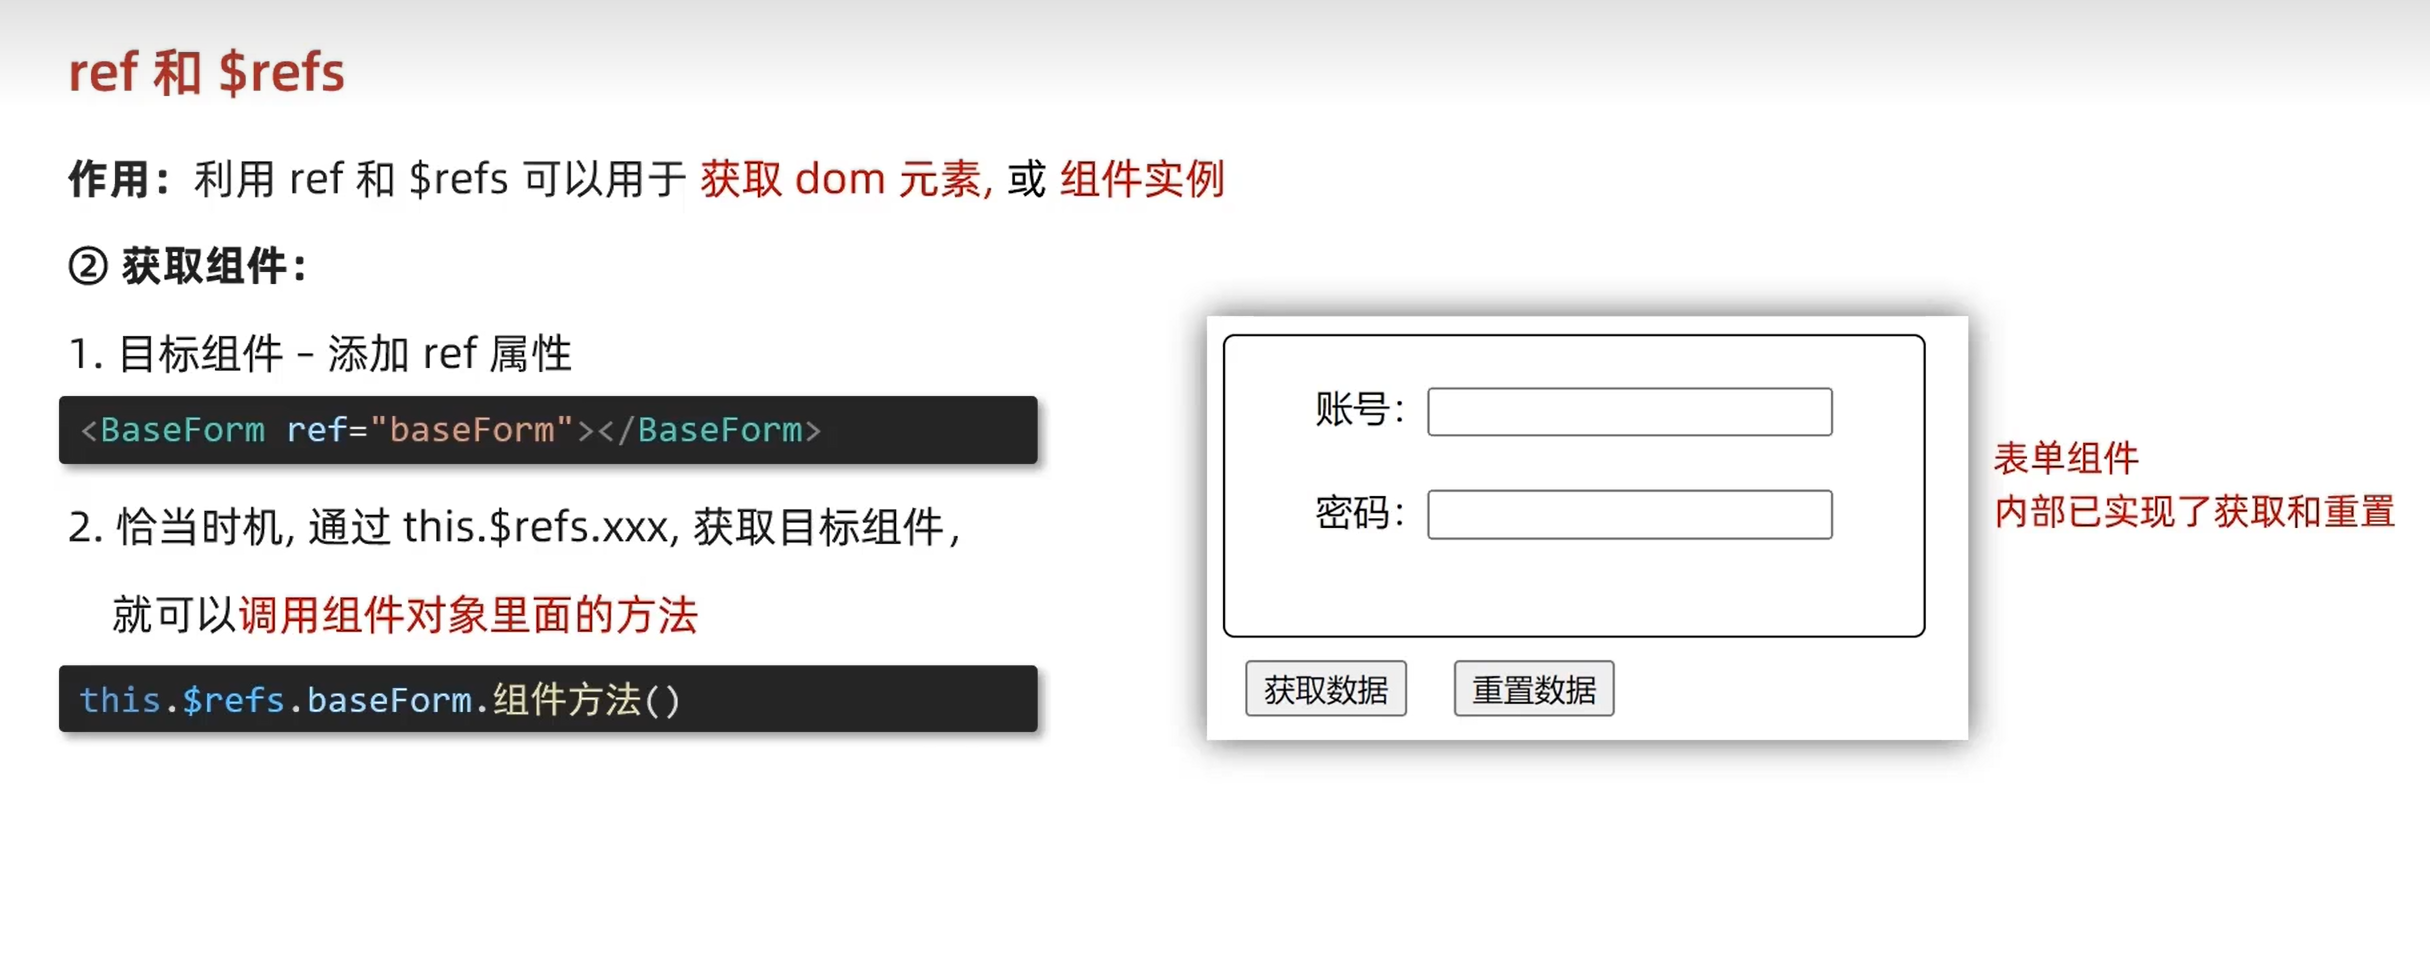 ref 和 $refs
作用：利用 ref 和 $refs 可以用于 获取 dom 元素, 或 组件实例
② 获取组件：
1. 目标组件 – 添加 ref 属性
<BaseForm ref="baseForm"></BaseForm>
2. 恰当时机, 通过 this.$refs.xxx, 获取目标组件，
就可以调用组件对象里面的方法
this.$refs.baseForm.组件方法()
账号：
密码：
获取数据 重置数据
表单组件
内部已实现了获取和重置